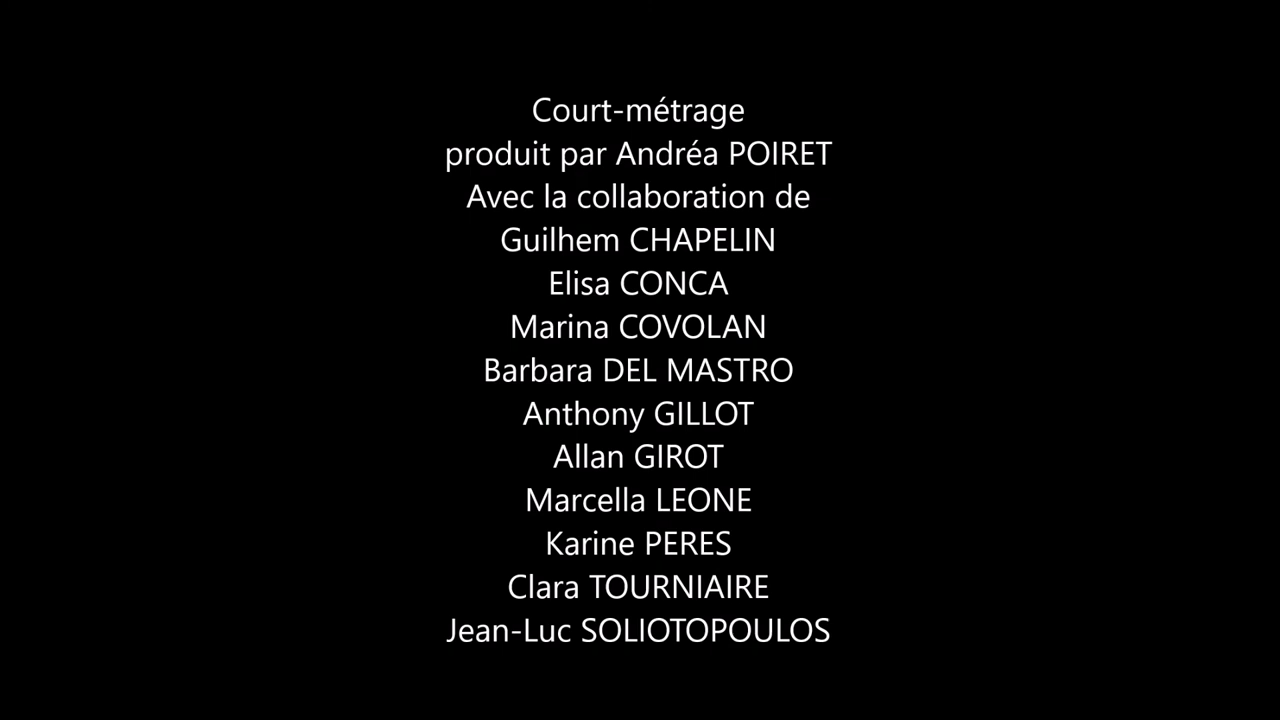 Court-métrage
produit par Andréa POIRET
Avec la collaboration de
Guilhem CHAPELIN
Elisa CONCA
Marina COVOLAN
Barbara DEL MASTRO
Anthony GILLOT
Allan GIROT
Marcella LEONE
Karine PERES
Clara TOURNIAIRE
Jean-Luc SOLIOTOPOULOS